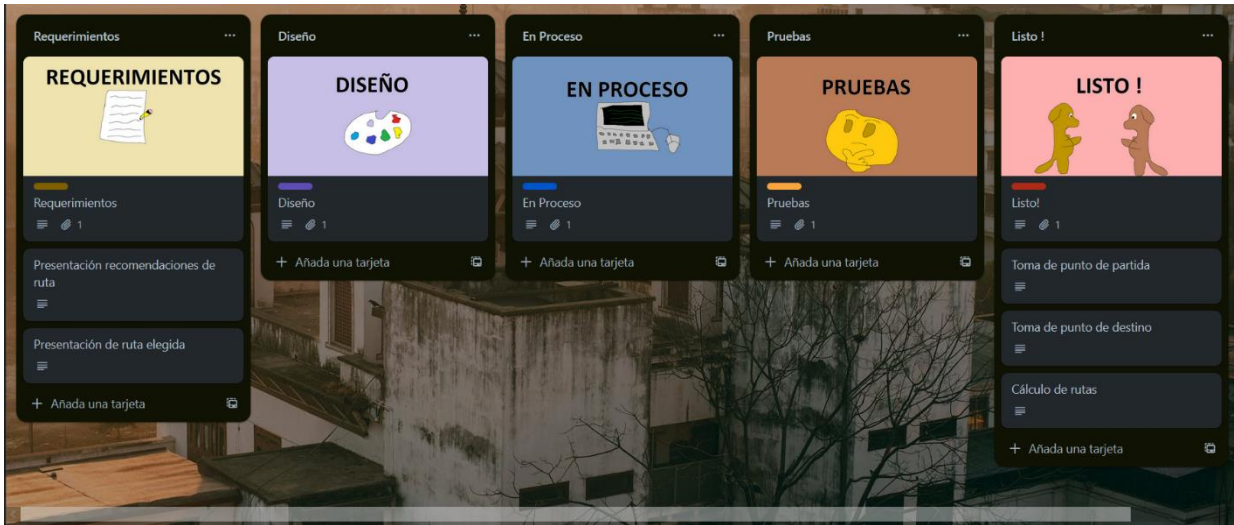 Requerimientos
REQUERIMIENTOS
Requerimientos
1
Presentación recomendaciones de
ruta
Presentación de ruta elegida
+ Añada una tarjeta
Diseño
DISEÑO
Diseño
1
+ Añada una tarjeta
En Proceso
EN PROCESO
En Proceso
1
+ Añada una tarjeta
Pruebas
PRUEBAS
Pruebas
1
+ Añada una tarjeta
Listo !
LISTO !
Listo!
1
Toma de punto de partida
Toma de punto de destino
Cálculo de rutas
+ Añada una tarjeta